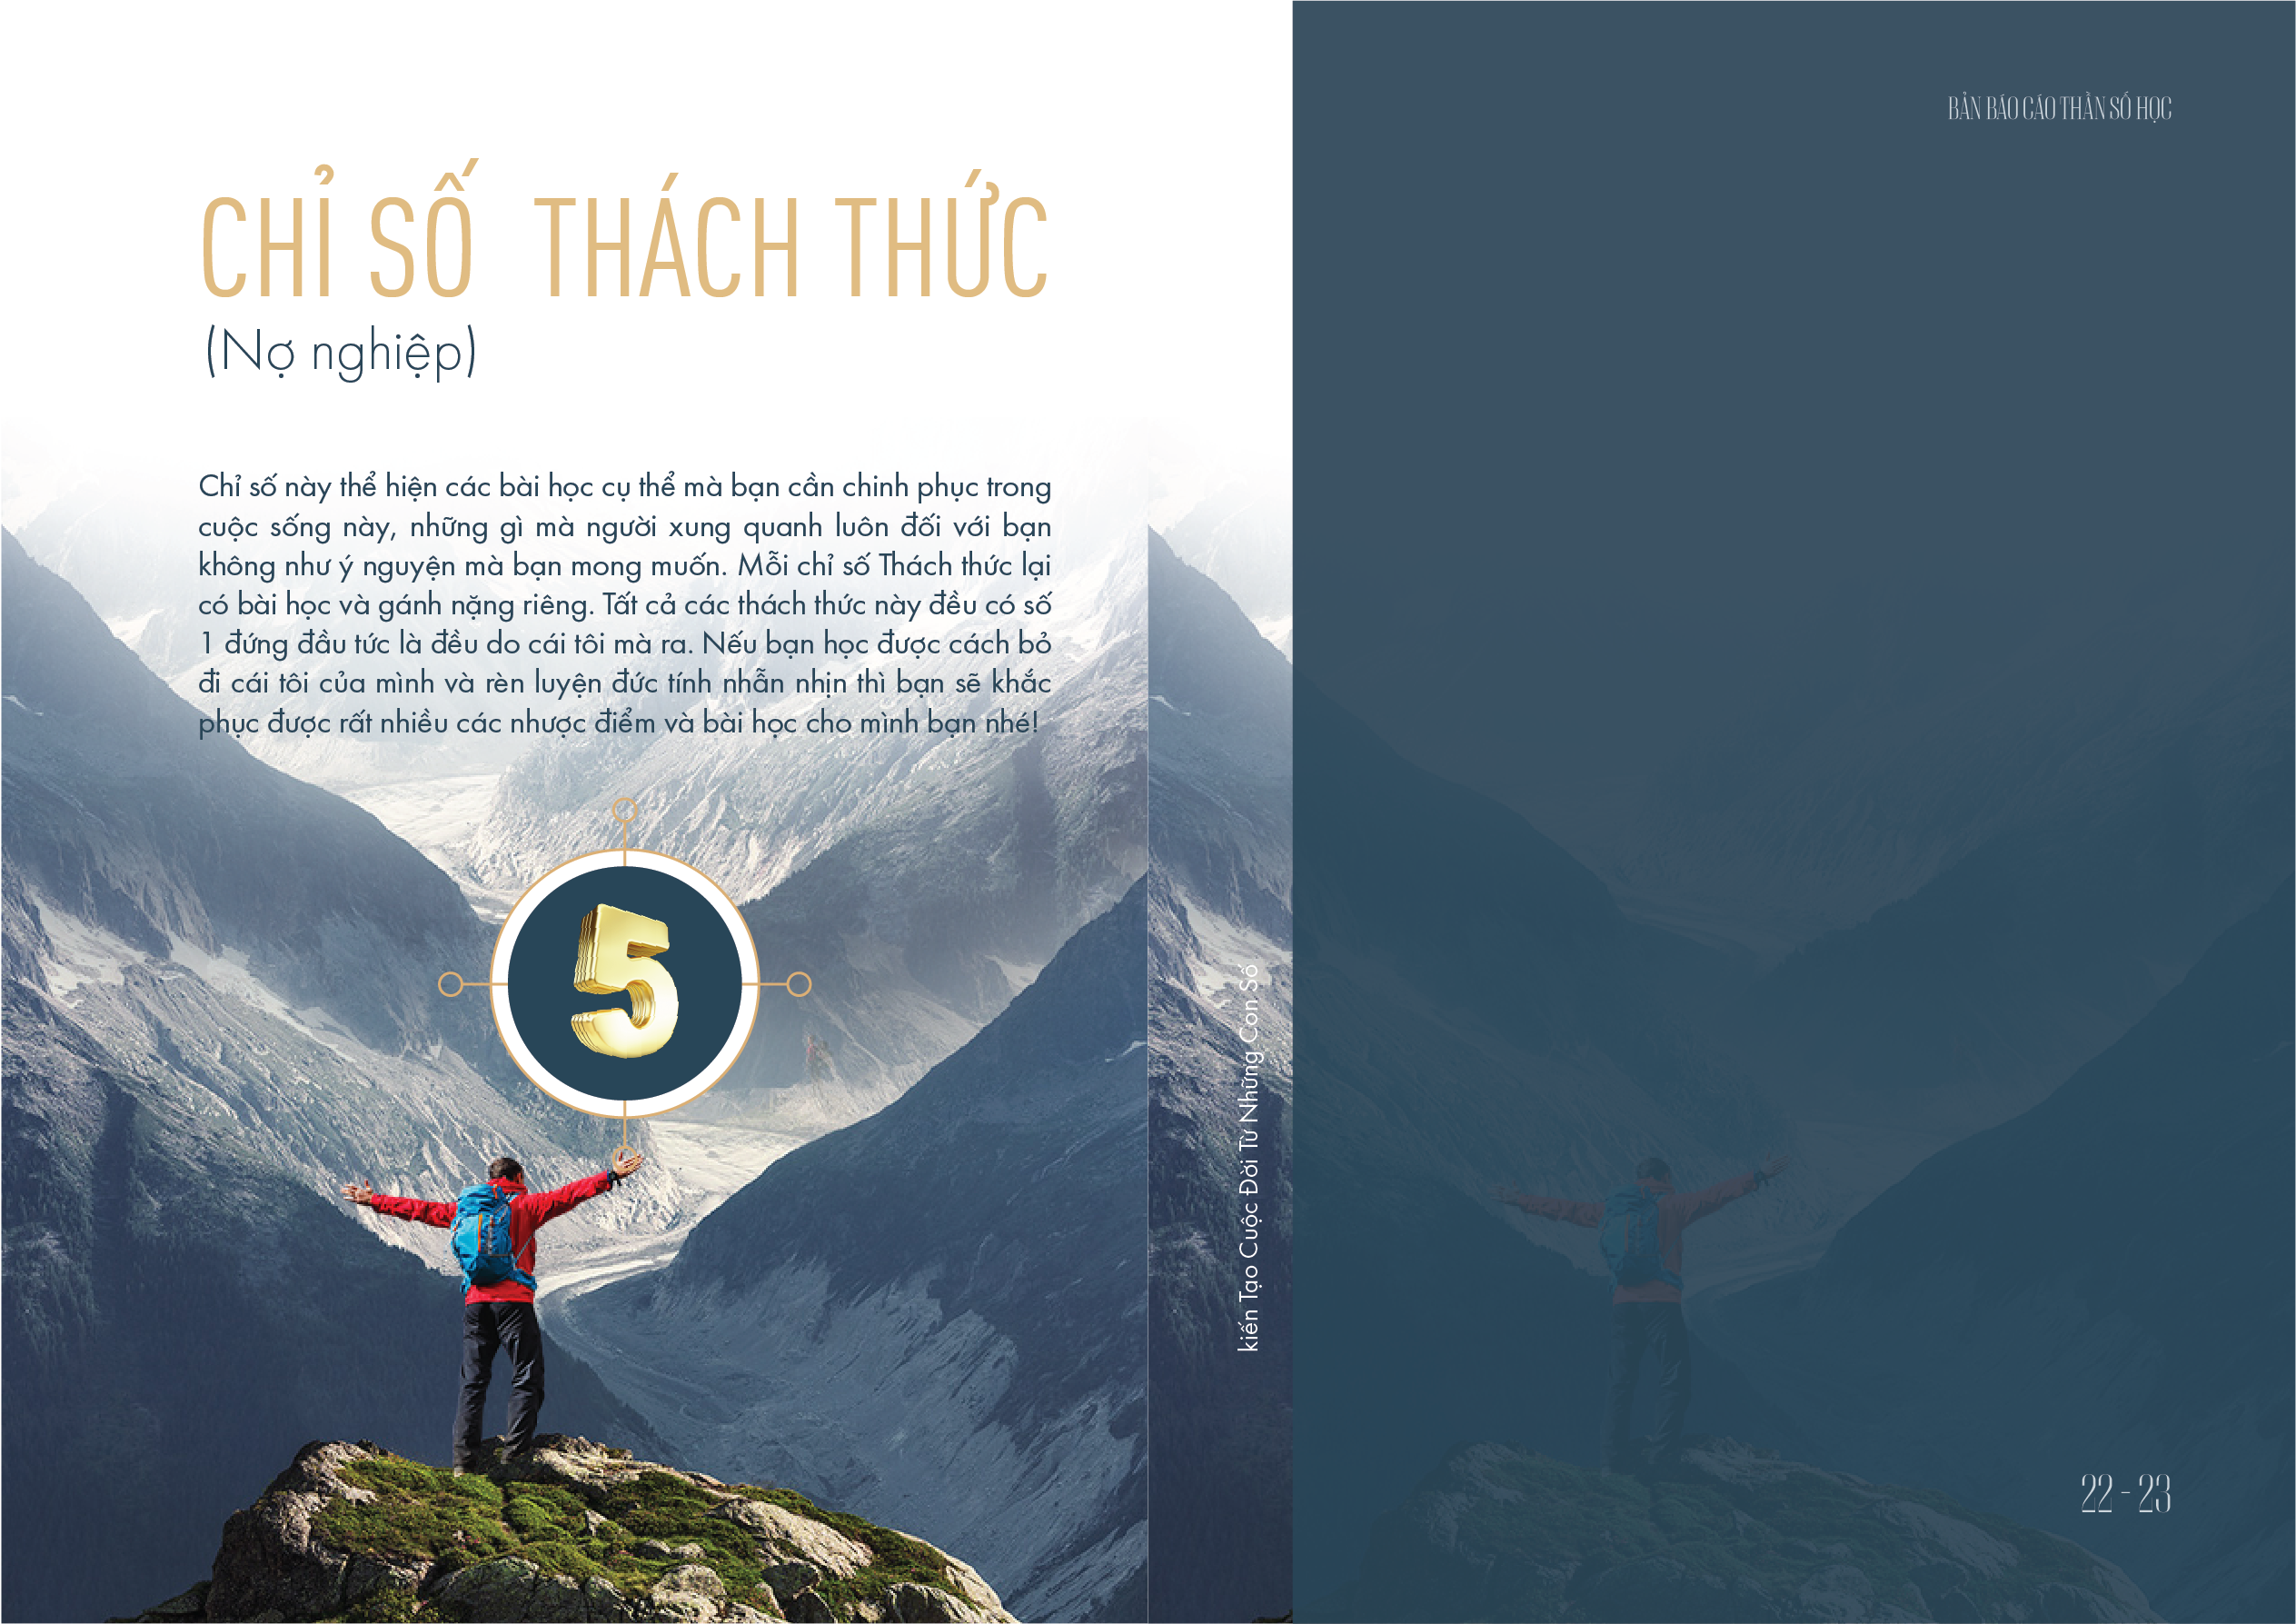 BẢN BÁO CÁO THẦN SỐ HỌC
CHỈ SỐ THÁCH THỨC
(Nợ nghiệp)
Chỉ số này thể hiện các bài học cụ thể mà bạn cần chinh phục trong
cuộc sống này, những gì mà người xung quanh luôn đối với bạn
không như ý nguyện mà bạn mong muốn. Mỗi chỉ số Thách thức lại
có bài học và gánh nặng riêng. Tất cả các thách thức này đều có số
1 đứng đầu tức là đều do cái tôi mà ra. Nếu bạn học được cách bỏ
đi cái tôi của mình và rèn luyện đức tính nhẫn nhịn thì bạn sẽ khắc
phục được rất nhiều các nhược điểm và bài học cho mình bạn nhé!
5
kiến Tạo Cuộc Đời Từ Những Con Số
22 - 23